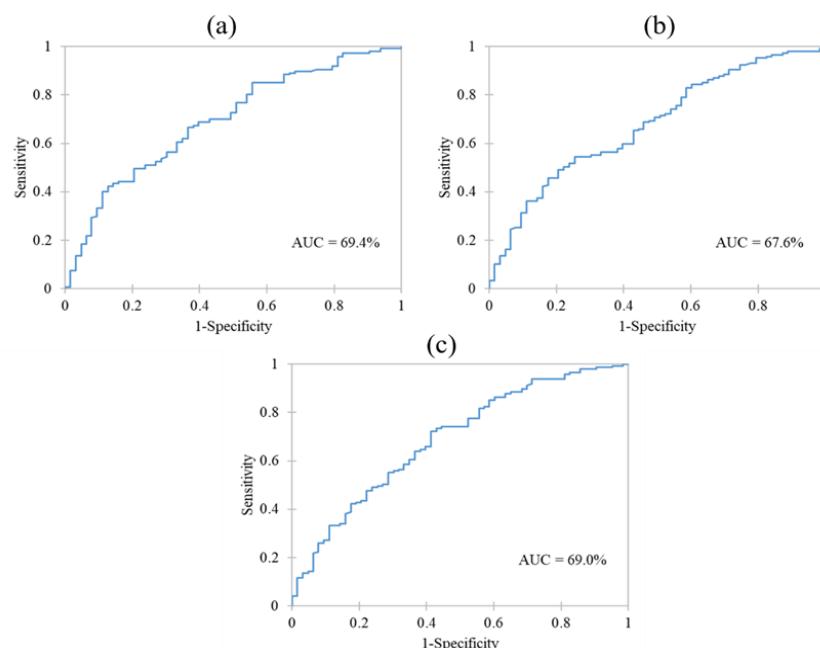 (a)
1
0.8
0.6
0.4
0.2
0
Sensitivity
AUC = 69.4%
0 0.2 0.4 0.6 0.8 1
1-Specificity
(b)
1
0.8
0.6
0.4
0.2
0
Sensitivity
AUC = 67.6%
0 0.2 0.4 0.6 0.8
1-Specificity
(c)
1
0.8
0.6
0.4
0.2
0
Sensitivity
AUC = 69.0%
0 0.2 0.4 0.6 0.8 1
1-Specificity